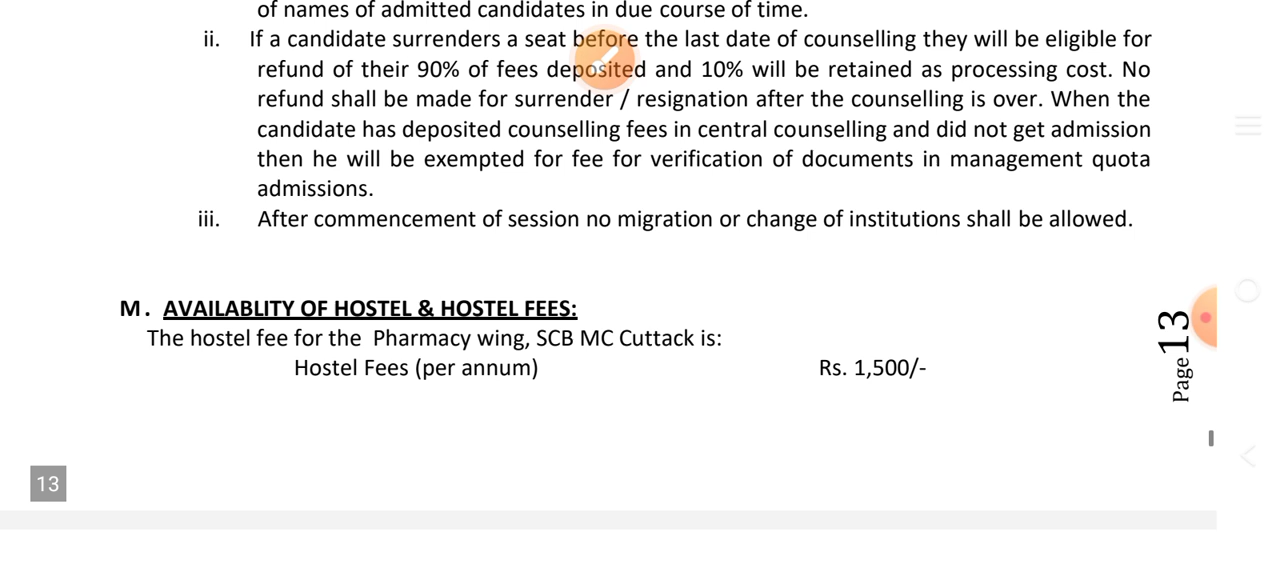 of names of admitted candidates in due course of time.
ii. If a candidate surrenders a seat before the last date of counselling they will be eligible for
refund of their 90% of fees deposited and 10% will be retained as processing cost. No
refund shall be made for surrender / resignation after the counselling is over. When the
candidate has deposited counselling fees in central counselling and did not get admission
then he will be exempted for fee for verification of documents in management quota
admissions.
iii. After commencement of session no migration or change of institutions shall be allowed.
M. AVAILABLITY OF HOSTEL & HOSTEL FEES:
The hostel fee for the Pharmacy wing, SCB MC Cuttack is:
Hostel Fees (per annum) Rs. 1,500/-
Page 13
13